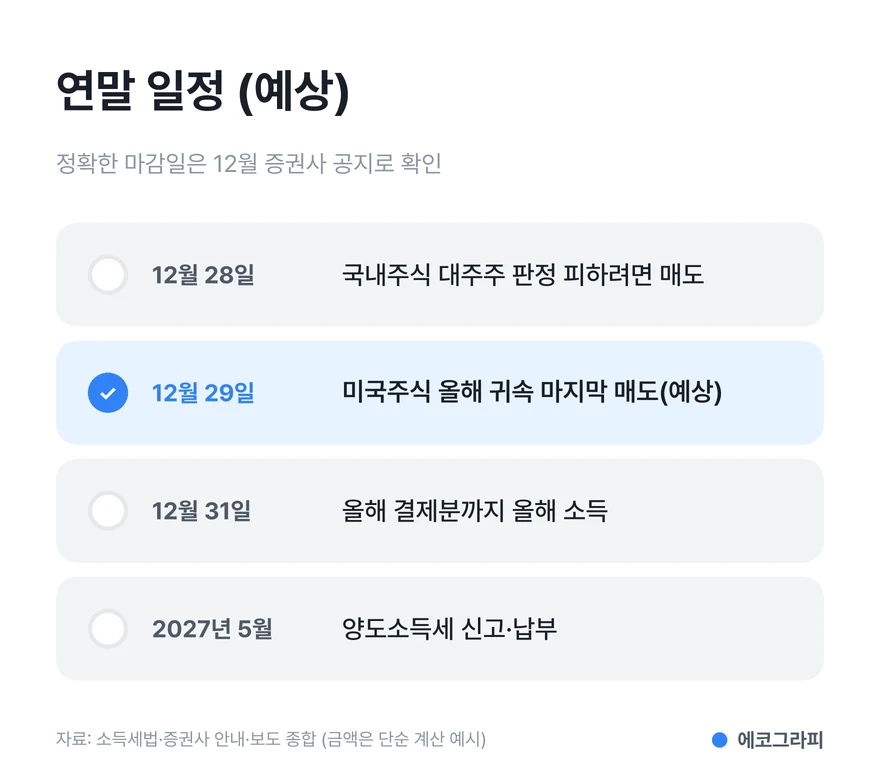 연말 일정 (예상)
정확한 마감일은 12월 증권사 공지로 확인
12월 28일 국내주식 대주주 판정 피하려면 매도
12월 29일 미국주식 올해 귀속 마지막 매도(예상)
12월 31일 올해 결제분까지 올해 소득
2027년 5월 양도소득세 신고·납부
자료: 소득세법·증권사 안내·보도 종합 (금액은 단순 계산 예시) 에코그라피